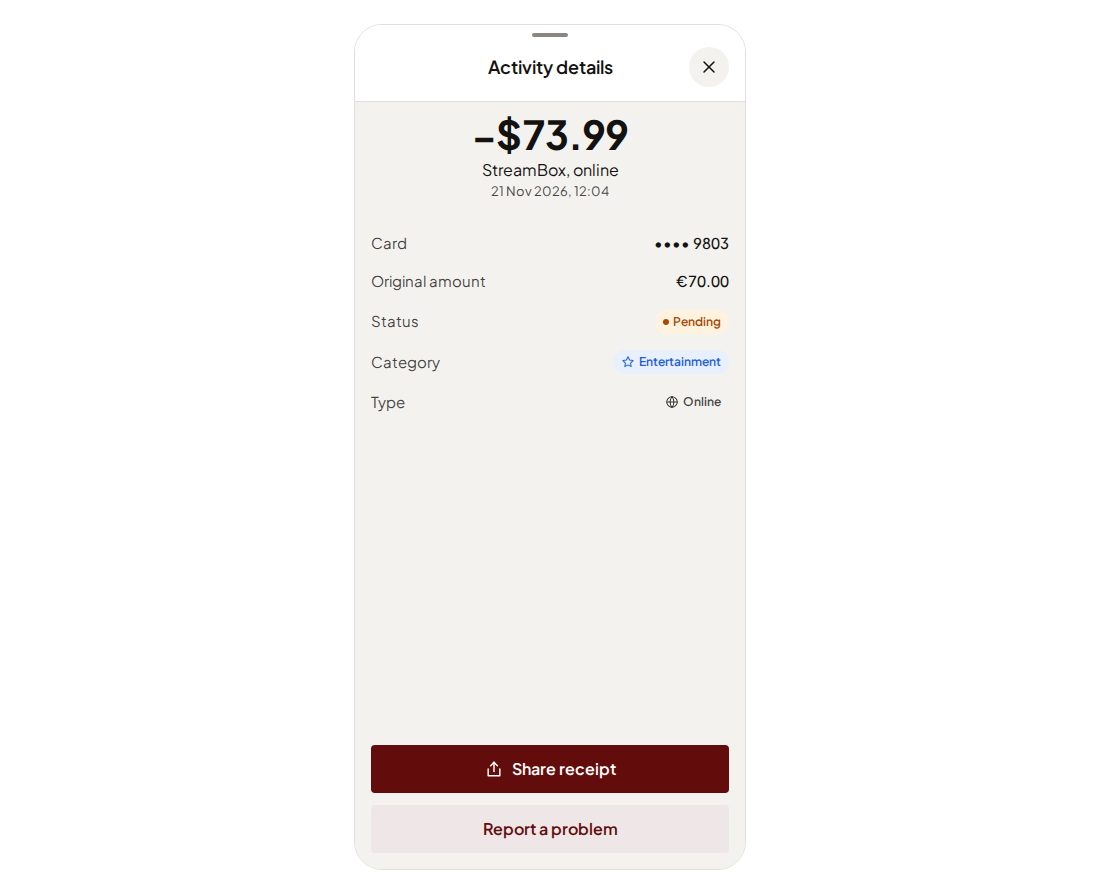 Activity details
−$73.99
StreamBox, online
21 Nov 2026, 12:04
Card •••• 9803
Original amount €70.00
Status Pending
Category Entertainment
Type Online
Share receipt
Report a problem